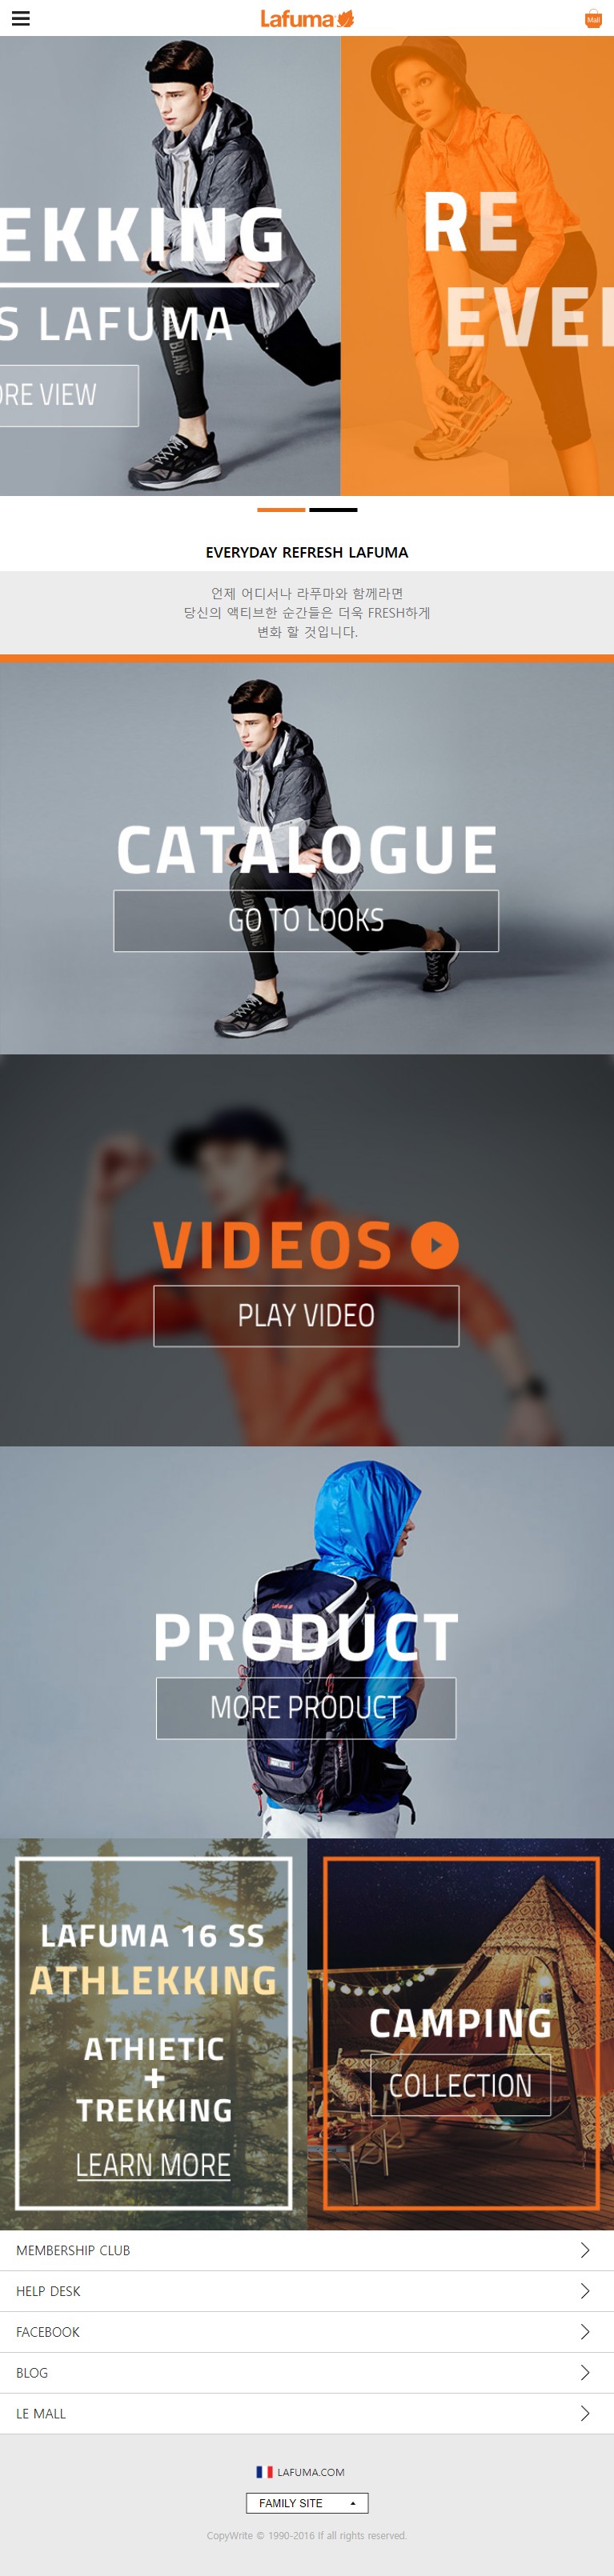 Lafuma
Mall
EKKING
S LAFUMA
ORE VIEW
RE
EVE
EVERYDAY REFRESH LAFUMA
언제 어디서나 라푸마와 함께라면
당신의 액티브한 순간들은 더욱 FRESH하게
변화 할 것입니다.
CATALOGUE
GO TO LOOKS
VIDEOS
PLAY VIDEO
Lafuma
PRODUCT
MORE PRODUCT
LAFUMA 16 SS
ATHLEKKING
ATHIETIC
+
TREKKING
LEARN MORE
CAMPING
COLLECTION
MEMBERSHIP CLUB
HELP DESK
FACEBOOK
BLOG
LE MALL
LAFUMA.COM
FAMILY SITE
CopyWrite © 1990-2016 lf all rights reserved.